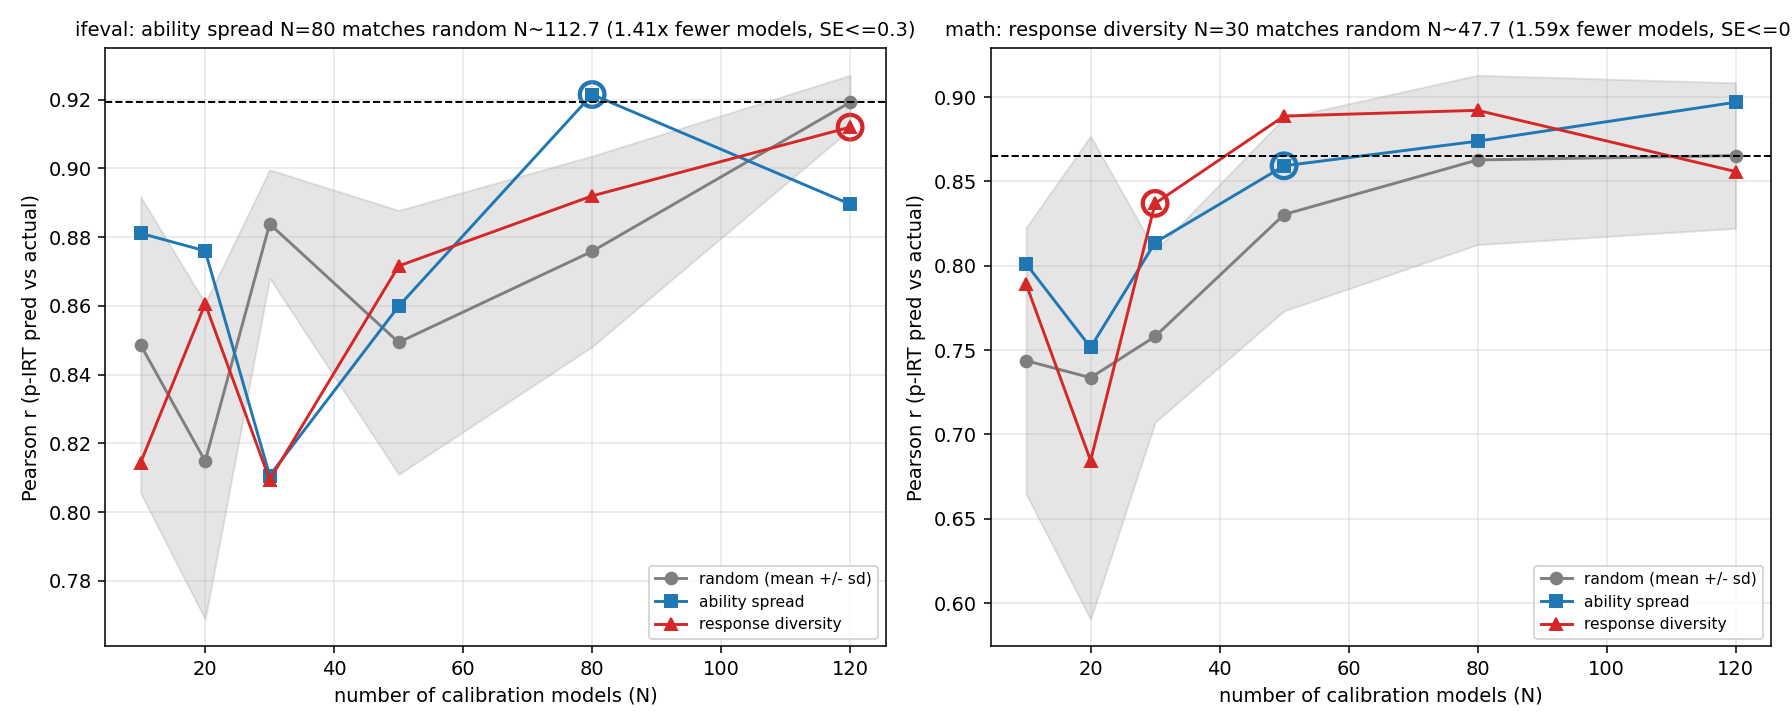 ifeval: ability spread N=80 matches random N~112.7 (1.41x fewer models, SE<=0.3)
0.92
0.90
0.88
0.86
0.84
0.82
0.80
0.78
Pearson r (p-IRT pred vs actual)
random (mean +/- sd)
ability spread
response diversity
20 40 60 80 100 120
number of calibration models (N)
math: response diversity N=30 matches random N~47.7 (1.59x fewer models, SE<=0
0.90
0.85
0.80
0.75
0.70
0.65
0.60
Pearson r (p-IRT pred vs actual)
random (mean +/- sd)
ability spread
response diversity
20 40 60 80 100 120
number of calibration models (N)